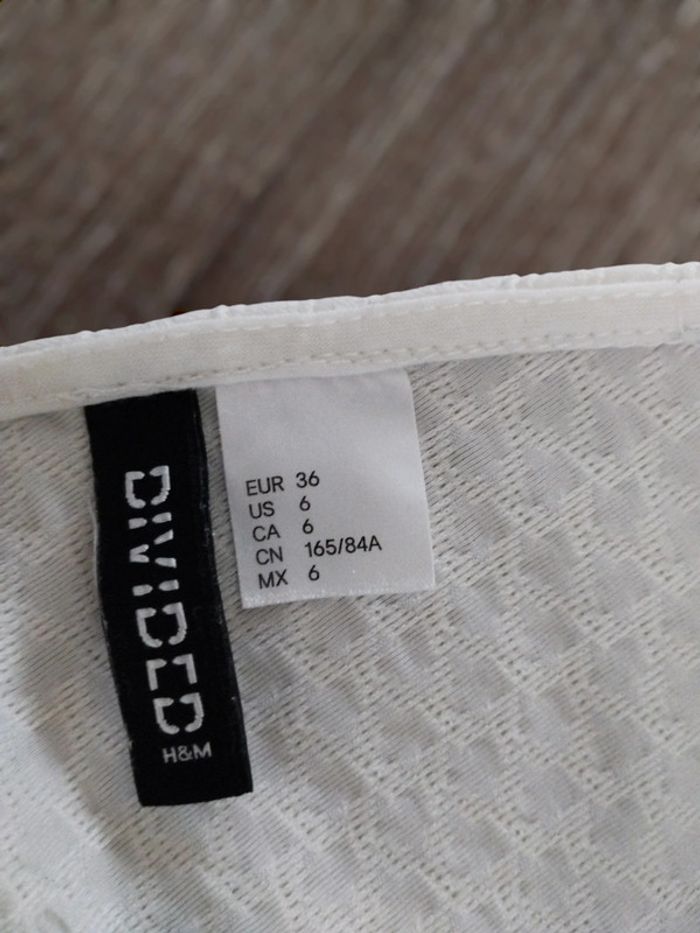 DIVIDED
H&M
EUR 36
US 6
CA 6
CN 165/84A
MX 6